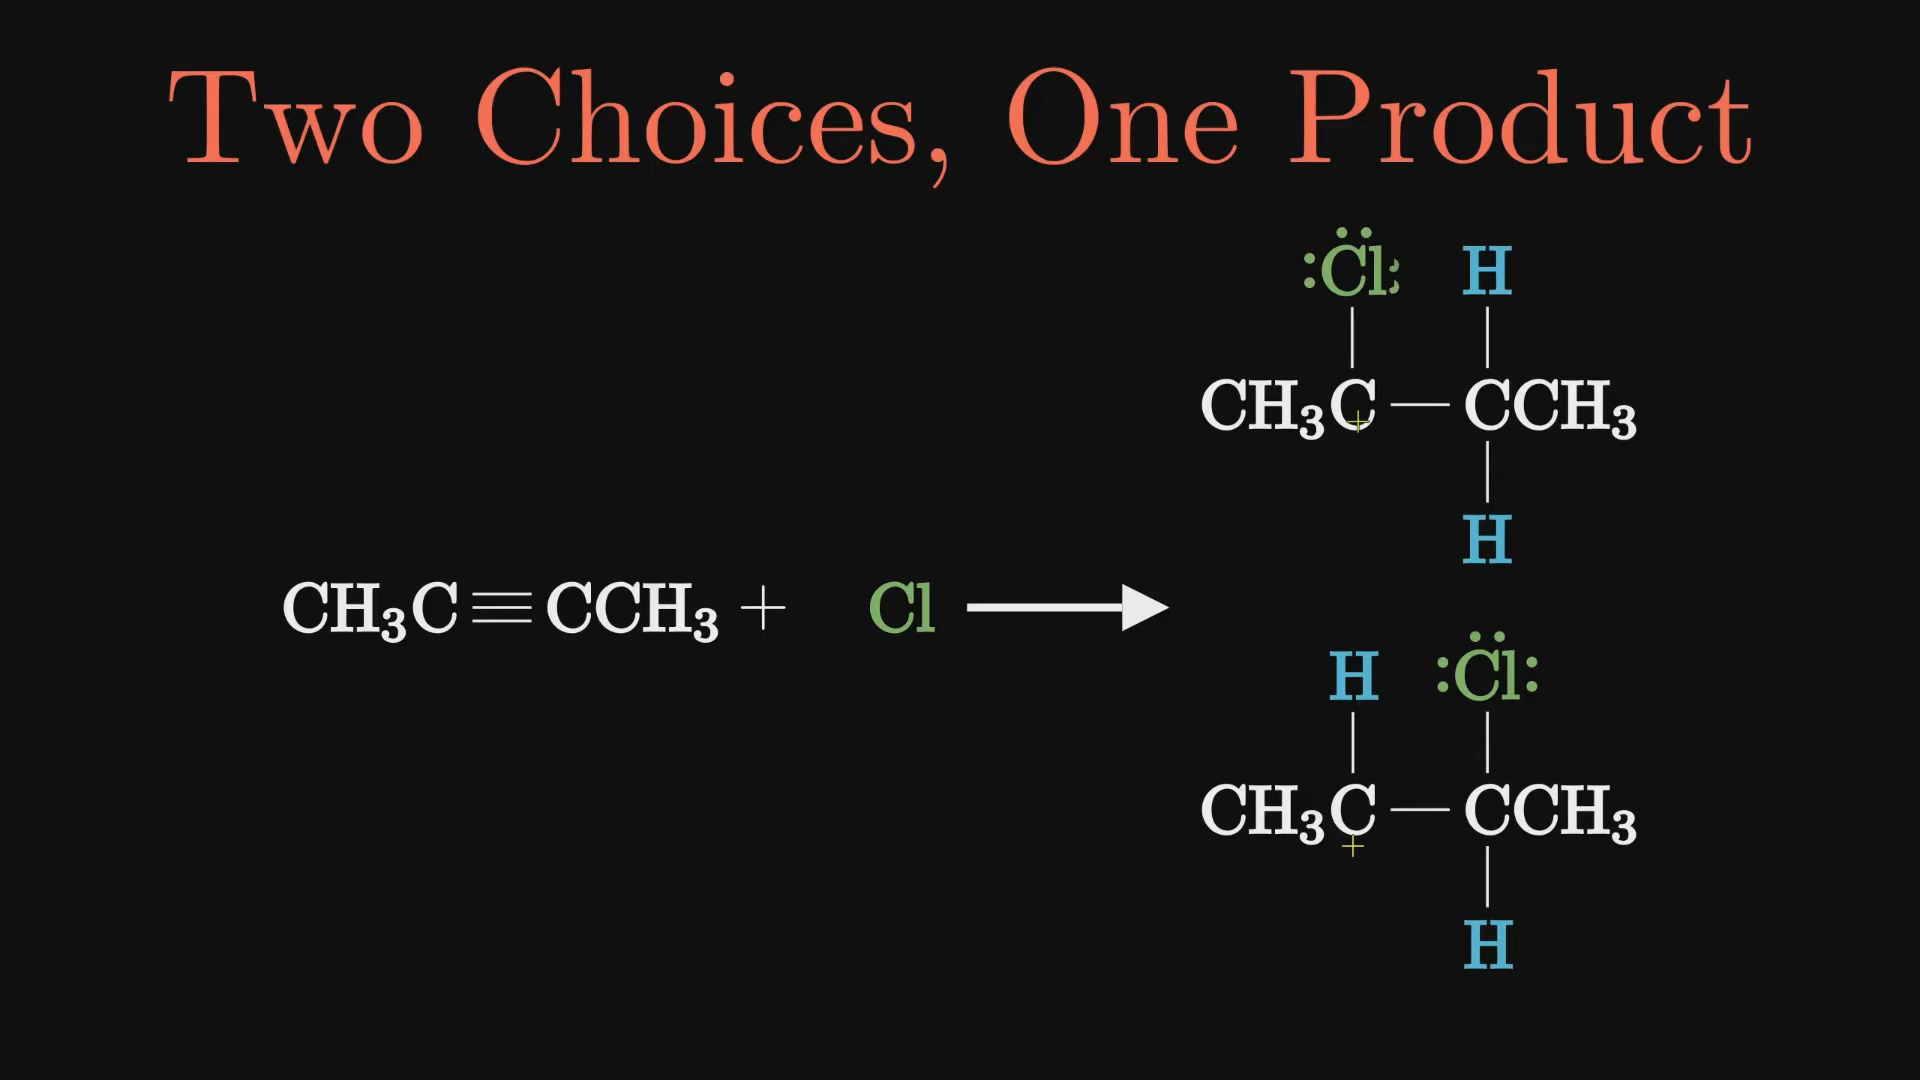 Two Choices, One Product
:Cl: H
CH₃C — CCH₃
+
H
CH₃C≡CCH₃ + Cl
H :Cl:
CH₃C — CCH₃
+
H